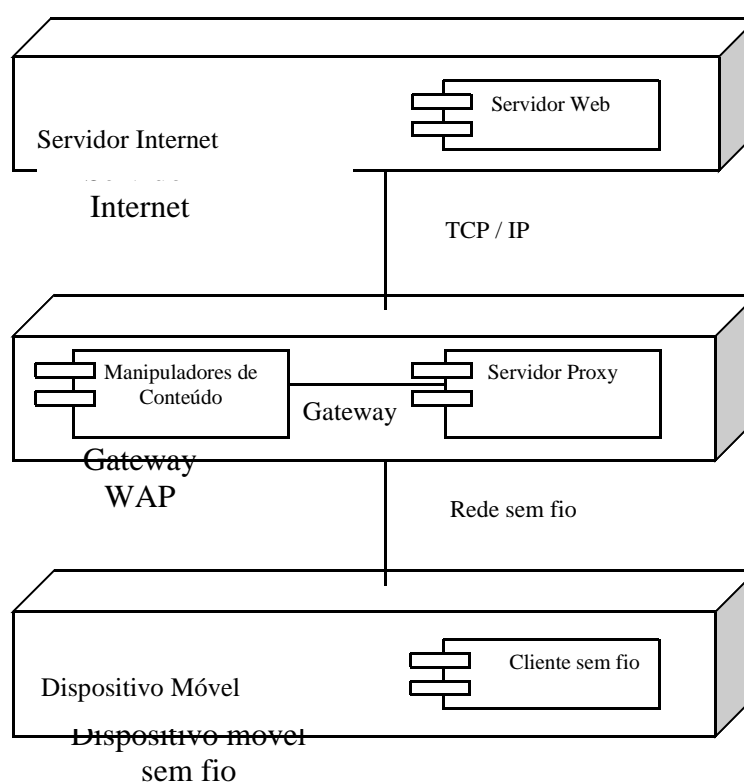 Servidor Web
Servidor Internet
Internet
TCP / IP
Manipuladores de
Conteúdo
Servidor Proxy
Gateway
Gateway
WAP
Rede sem fio
Cliente sem fio
Dispositivo Móvel
Dispositivo movel
sem fio